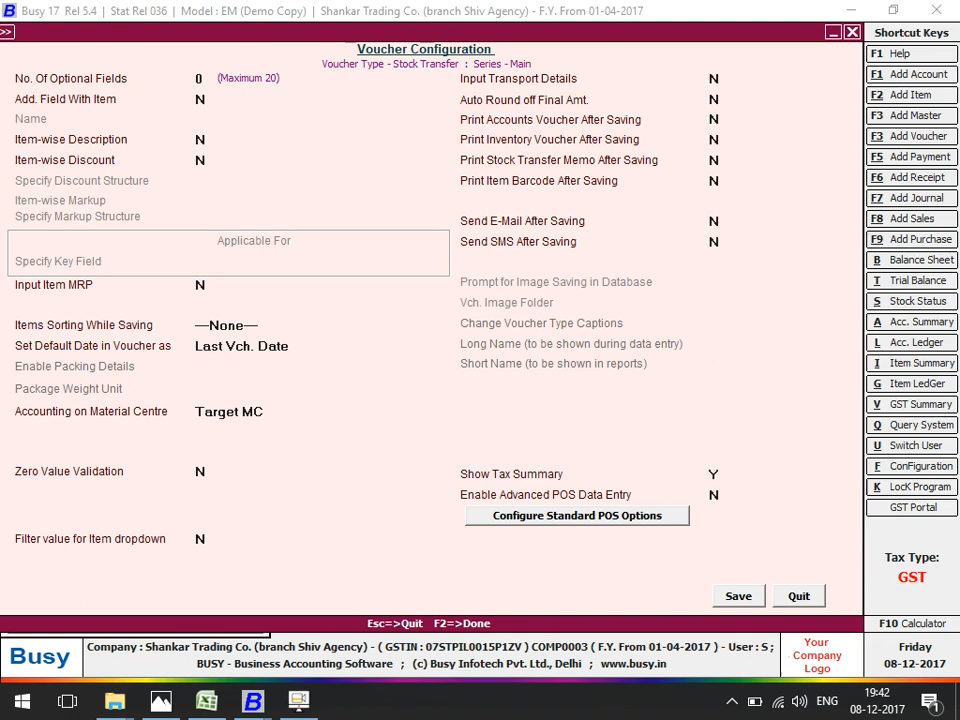 B Busy 17 Rel 5.4 | Stat Rel 036 | Model : EM (Demo Copy) | Shankar Trading Co. (branch Shiv Agency) - F.Y. From 01-04-2017
>>
Voucher Configuration
Voucher Type - Stock Transfer : Series - Main
No. Of Optional Fields 0 (Maximum 20)
Add. Field With Item N
Name
Item-wise Description N
Item-wise Discount N
Specify Discount Structure
Item-wise Markup
Specify Markup Structure
Applicable For
Specify Key Field
Input Item MRP N
Items Sorting While Saving —None—
Set Default Date in Voucher as Last Vch. Date
Enable Packing Details
Package Weight Unit
Accounting on Material Centre Target MC
Zero Value Validation N
Filter value for Item dropdown N
Input Transport Details N
Auto Round off Final Amt. N
Print Accounts Voucher After Saving N
Print Inventory Voucher After Saving N
Print Stock Transfer Memo After Saving N
Print Item Barcode After Saving N
Send E-Mail After Saving N
Send SMS After Saving N
Prompt for Image Saving in Database
Vch. Image Folder
Change Voucher Type Captions
Long Name (to be shown during data entry)
Short Name (to be shown in reports)
Show Tax Summary Y
Enable Advanced POS Data Entry N
Configure Standard POS Options
Save Quit
Esc=>Quit F2=>Done
Shortcut Keys
F1 Help
F1 Add Account
F2 Add Item
F3 Add Master
F3 Add Voucher
F5 Add Payment
F6 Add Receipt
F7 Add Journal
F8 Add Sales
F9 Add Purchase
B Balance Sheet
T Trial Balance
S Stock Status
A Acc. Summary
L Acc. Ledger
I Item Summary
G Item LedGer
V GST Summary
Q Query System
U Switch User
F ConFiguration
K LocK Program
GST Portal
Tax Type:
GST
F10 Calculator
Busy
Company : Shankar Trading Co. (branch Shiv Agency) - ( GSTIN : 07STPIL0015P1ZV ) - COMP0003 ( F.Y. From 01-04-2017 ) - User : S ;
BUSY - Business Accounting Software ; (c) Busy Infotech Pvt. Ltd., Delhi ; www.busy.in
Your
Company
Logo
Friday
08-12-2017
B
ENG
19:42
08-12-2017
1